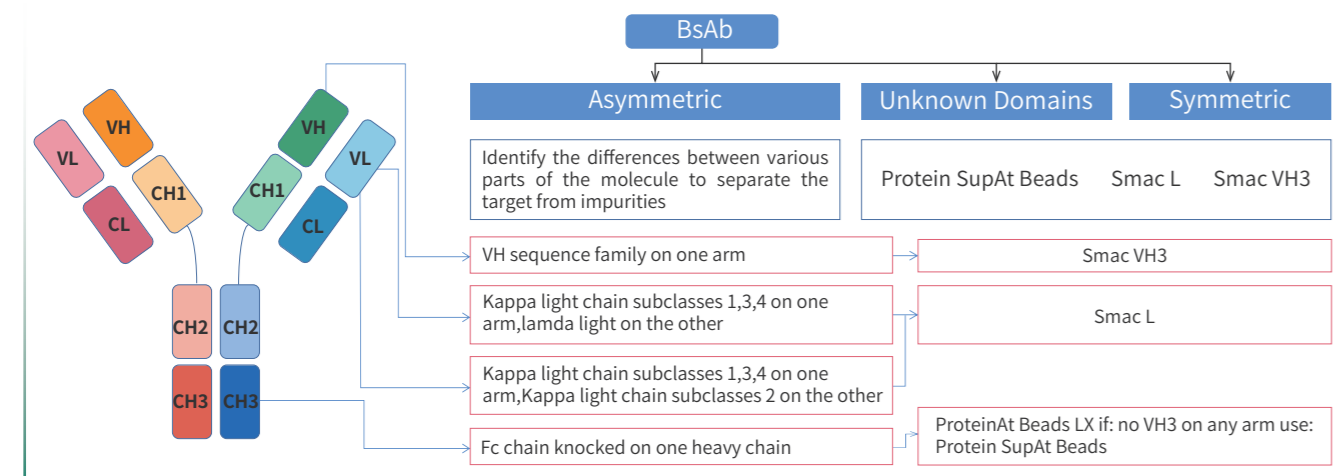 BsAb
Asymmetric
Unknown Domains
Symmetric
Identify the differences between various
parts of the molecule to separate the
target from impurities
Protein SupAt Beads
Smac L
Smac VH3
VH sequence family on one arm
Smac VH3
Kappa light chain subclasses 1,3,4 on one
arm,lamda light on the other
Smac L
Kappa light chain subclasses 1,3,4 on one
arm,Kappa light chain subclasses 2 on the other
Fc chain knocked on one heavy chain
ProteinAt Beads LX if: no VH3 on any arm use:
Protein SupAt Beads
VH
VL
CH1
CL
VH
VL
CH1
CL
CH2
CH2
CH3
CH3